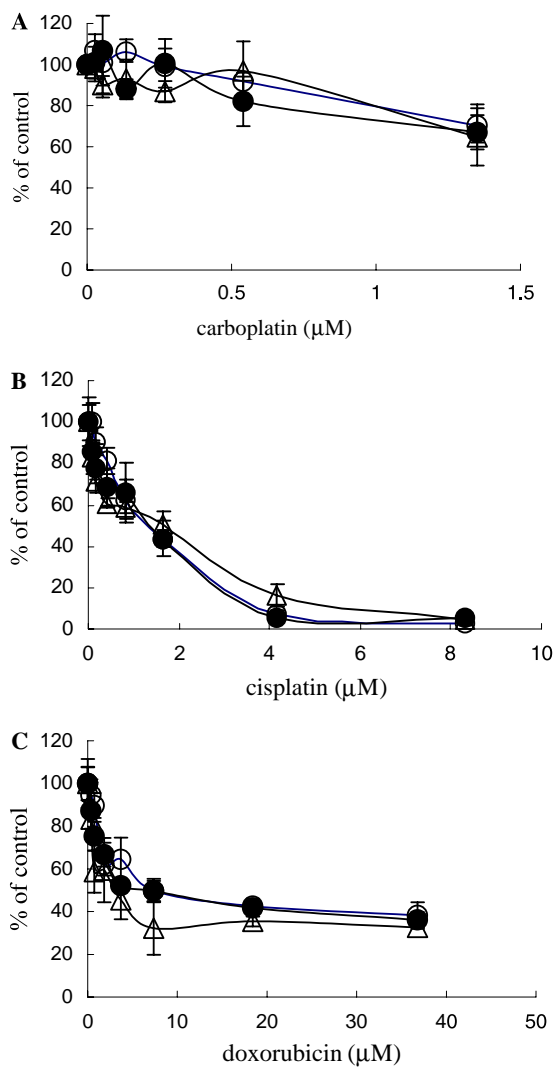 A
120
100
80
60
40
20
0
% of control
0 0.5 1 1.5
carboplatin (μM)
B
120
100
80
60
40
20
0
% of control
0 2 4 6 8 10
cisplatin (μM)
C
120
100
80
60
40
20
0
% of control
0 10 20 30 40 50
doxorubicin (μM)